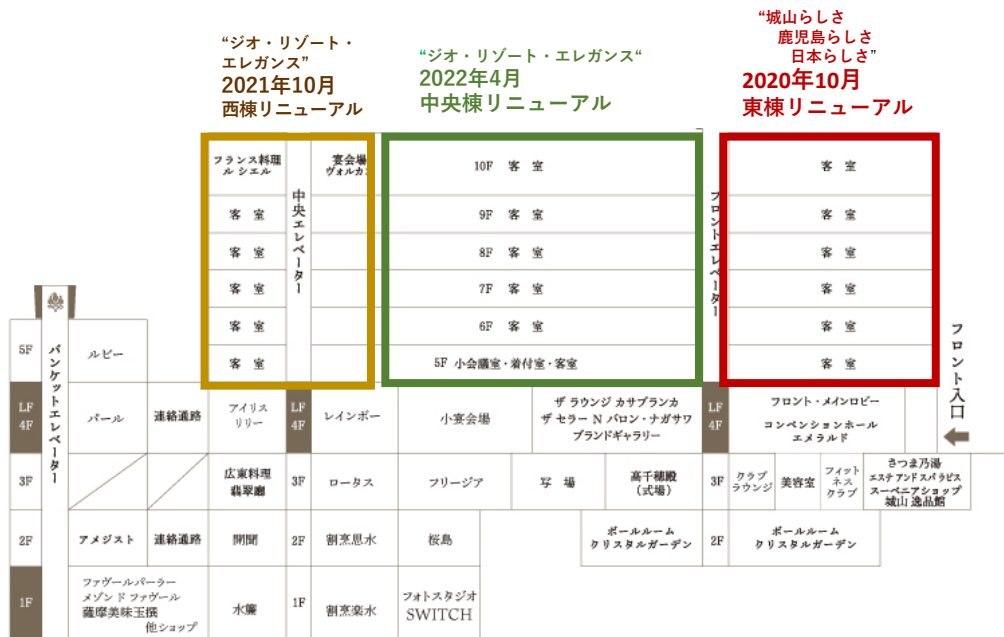 “ジオ・リゾート・
エレガンス”
2021年10月
西棟リニューアル
“ジオ・リゾート・エレガンス“
2022年4月
中央棟リニューアル
“城山らしさ
鹿児島らしさ
日本らしさ”
2020年10月
東棟リニューアル
フランス料理
ル シエル
中央エレベーター
宴会場
ヴォルカ
10F 客 室
フロントエレベーター
客 室
客 室
9F 客 室
客 室
客 室
8F 客 室
客 室
客 室
7F 客 室
客 室
客 室
6F 客 室
客 室
5F
バンケットエレベーター
ルビー
客 室
5F 小会議室・着付室・客室
客 室
フロント入口
LF
4F
パール
連絡通路
アイリス
リリー
LF
4F
レインボー
小宴会場
ザ ラウンジ カサブランカ
ザ セラー N バロン・ナガサワ
ブランドギャラリー
LF
4F
フロント・メインロビー
コンベンションホール
エメラルド
3F
広東料理
翡翠廳
3F
ロータス
フリージア
写 場
高千穂殿
(式場)
3F
クラブ
ラウンジ
美容室
フィット
ネス
クラブ
さつま乃湯
エステ アンド スパ ラピス
スーベニアショップ
城山 逸品館
2F
アメジスト
連絡通路
開聞
2F
割烹思水
桜島
ボールルーム
クリスタルガーデン
2F
ボールルーム
クリスタルガーデン
1F
ファヴールパーラー
メゾン ド ファヴール
薩摩美味玉撰
他ショップ
水簾
1F
割烹楽水
フォトスタジオ
SWITCH